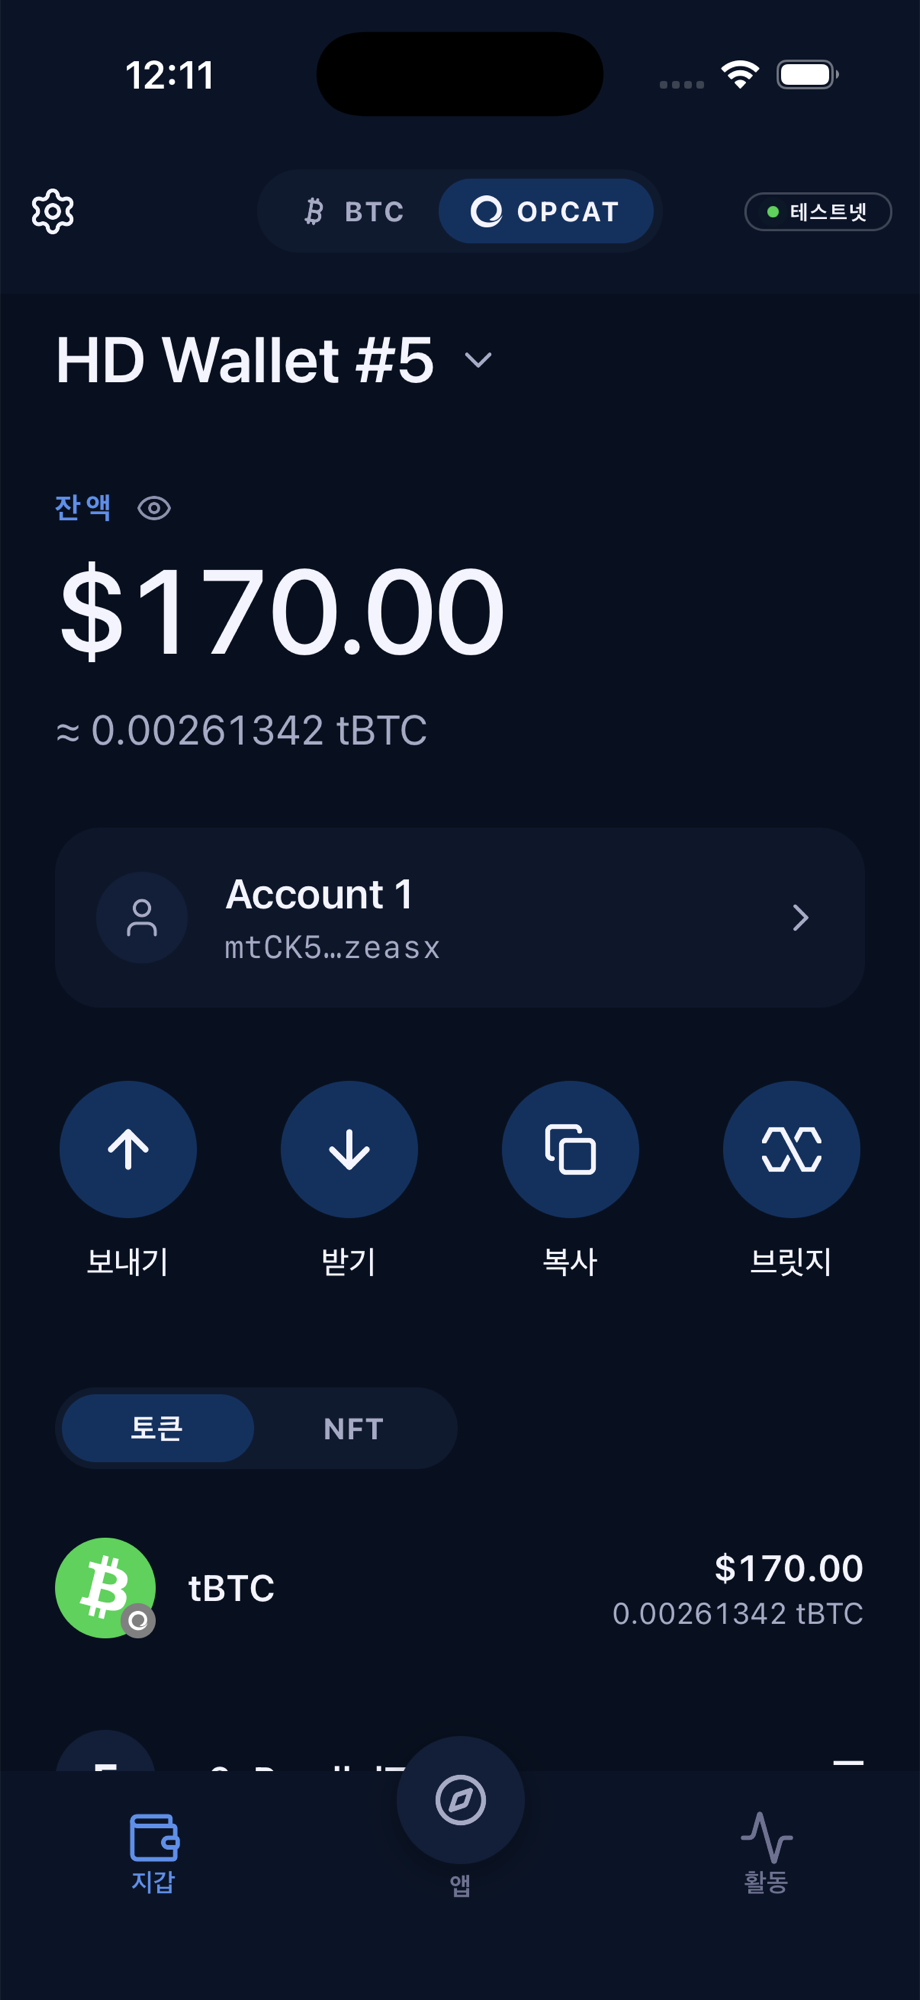 12:11
BTC
OPCAT
테스트넷
HD Wallet #5
잔액
$170.00
≈ 0.00261342 tBTC
Account 1
mtCK5…zeasx
보내기
받기
복사
브릿지
토큰
NFT
tBTC
$170.00
0.00261342 tBTC
지갑
앱
활동